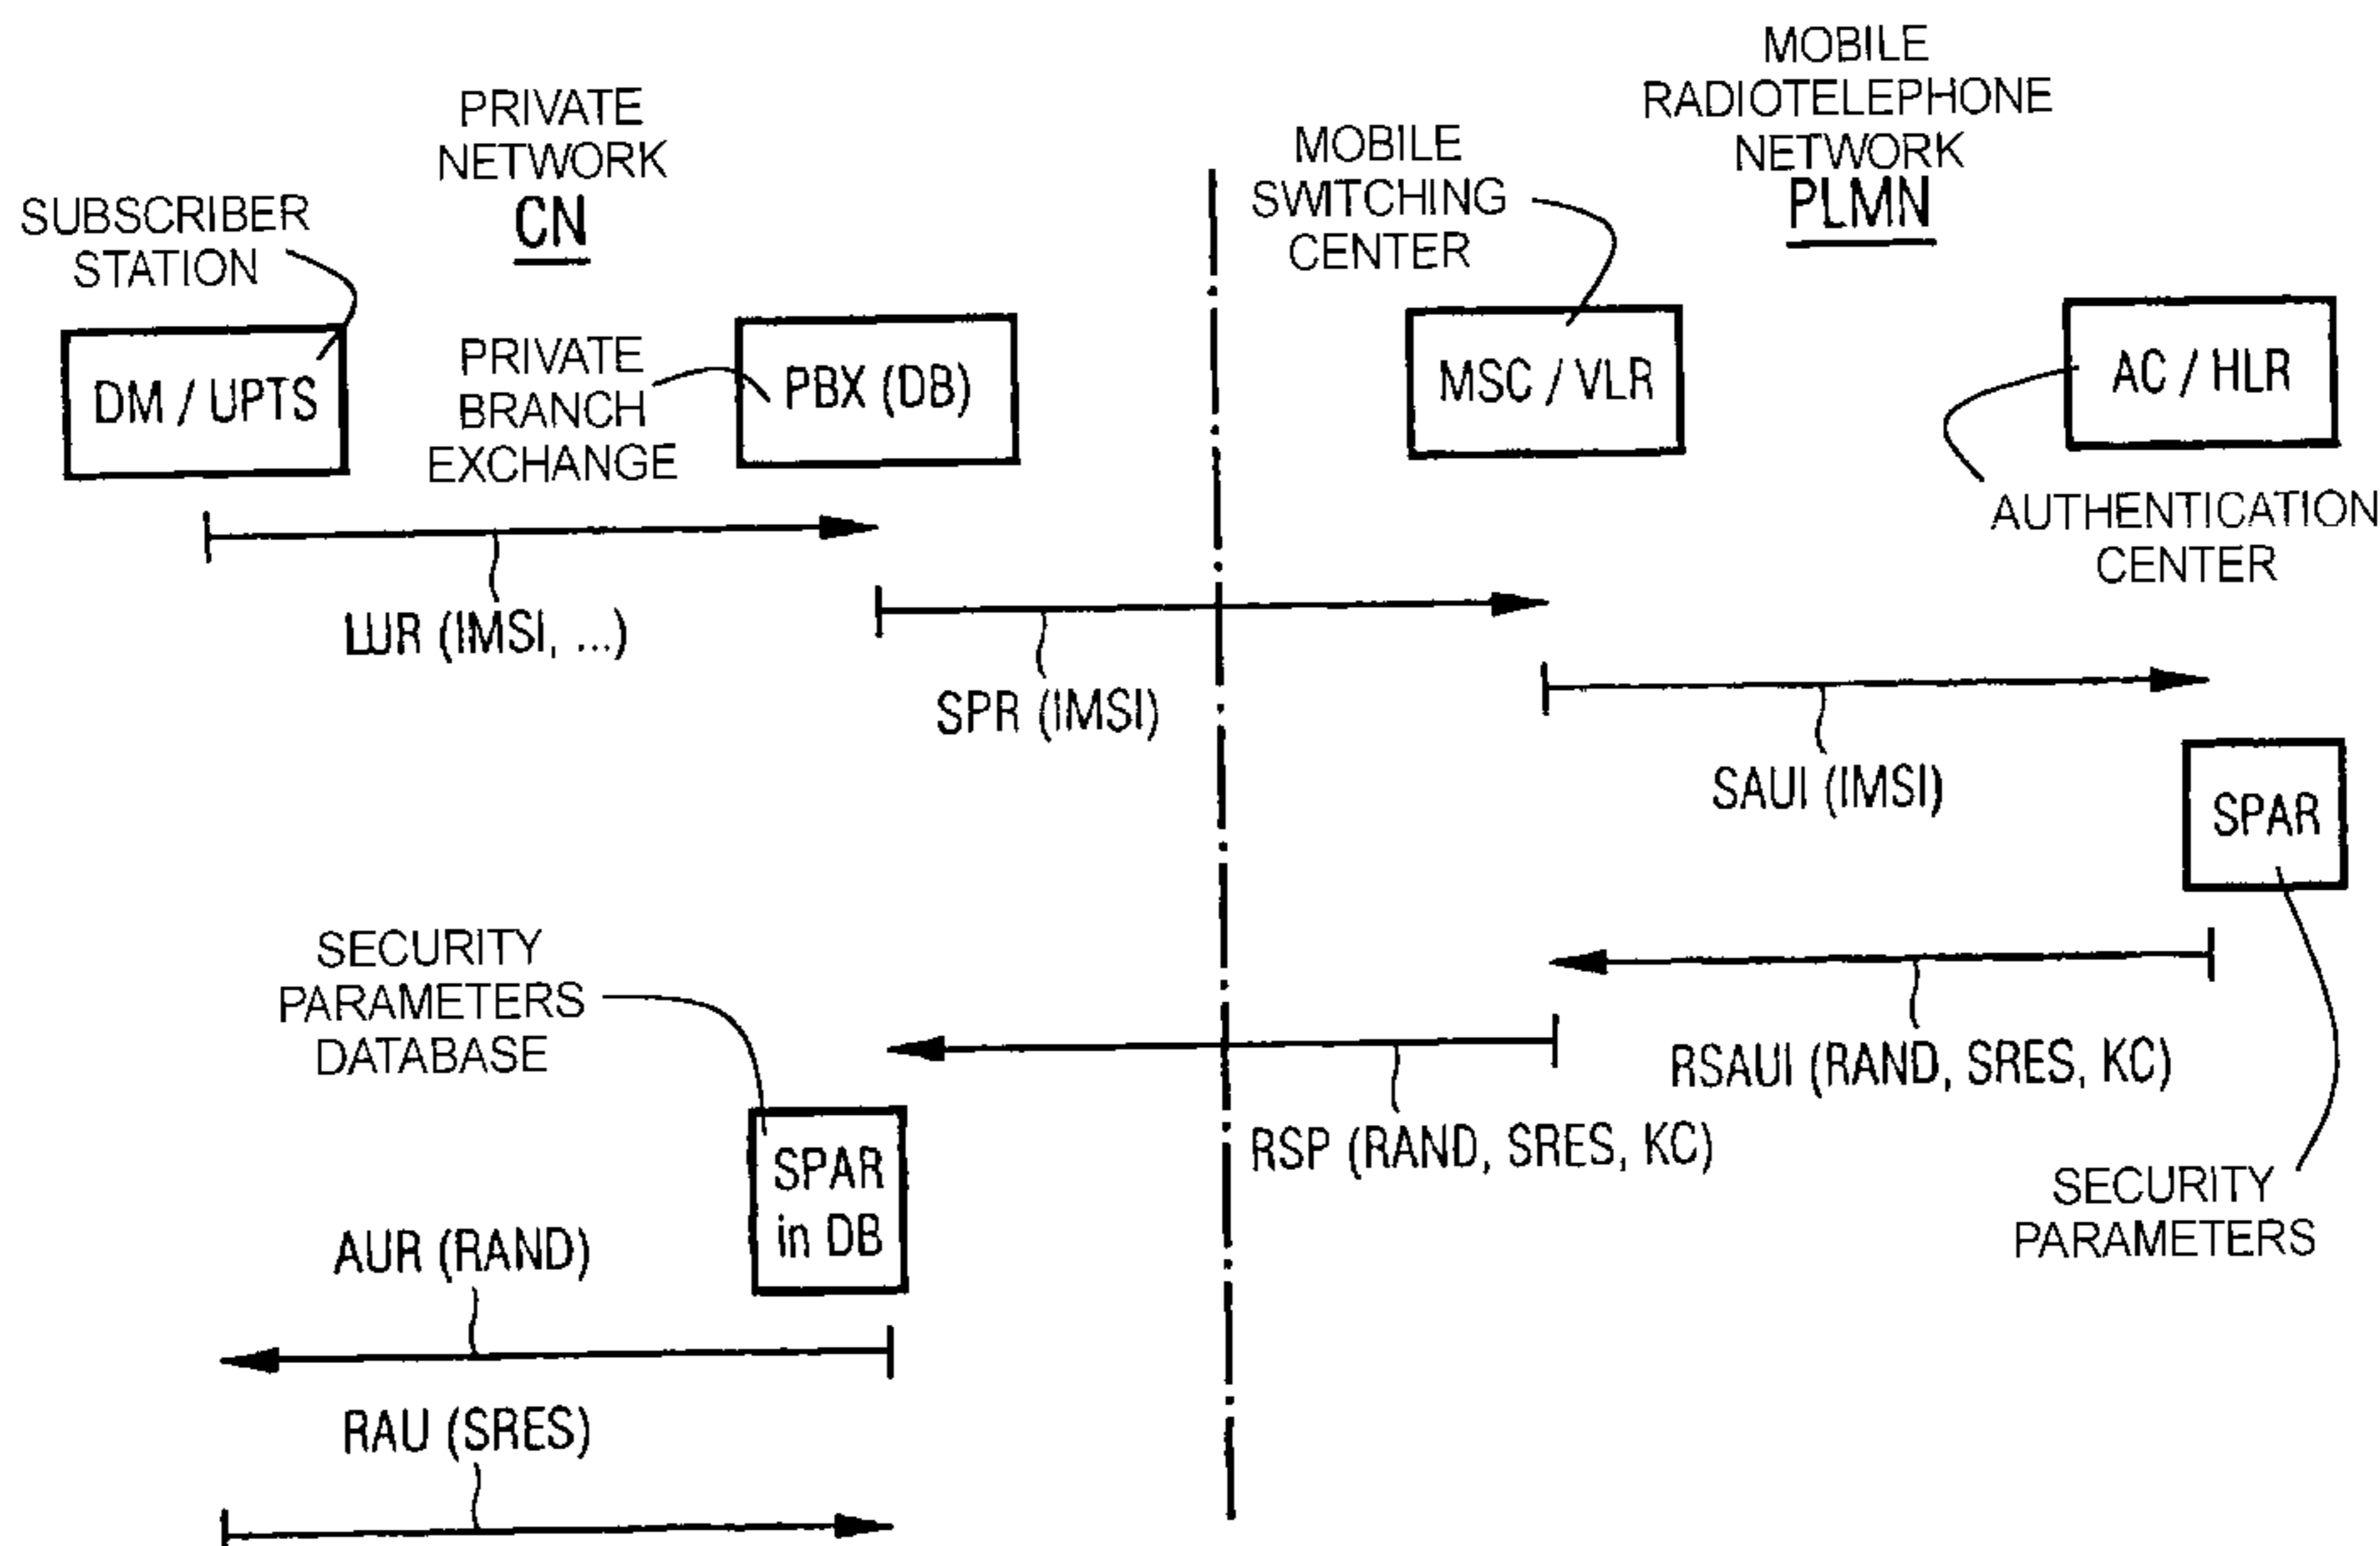 PRIVATE
NETWORK
CN
MOBILE
RADIOTELEPHONE
NETWORK
PLMN
SUBSCRIBER
STATION
MOBILE
SWITCHING
CENTER
DM / UPTS
PRIVATE
BRANCH
EXCHANGE
PBX (DB)
MSC / VLR
AC / HLR
AUTHENTICATION
CENTER
LUR (IMSI, ...)
SPR (IMSI)
SAUI (IMSI)
SPAR
SECURITY
PARAMETERS
DATABASE
RSAUI (RAND, SRES, KC)
RSP (RAND, SRES, KC)
SPAR
in DB
SECURITY
PARAMETERS
AUR (RAND)
RAU (SRES)